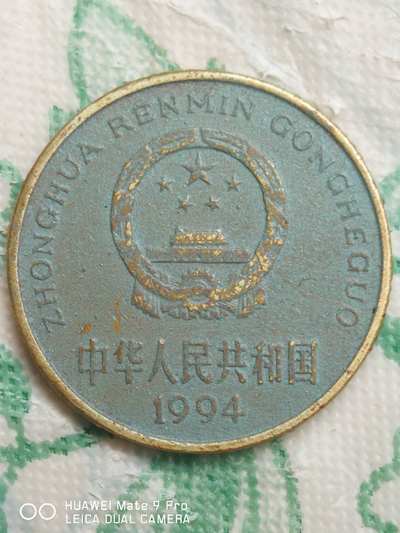 ZHONGHUA RENMIN GONGHEGUO
中华人民共和国
1994
HUAWEI Mate 9 Pro
LEICA DUAL CAMERA